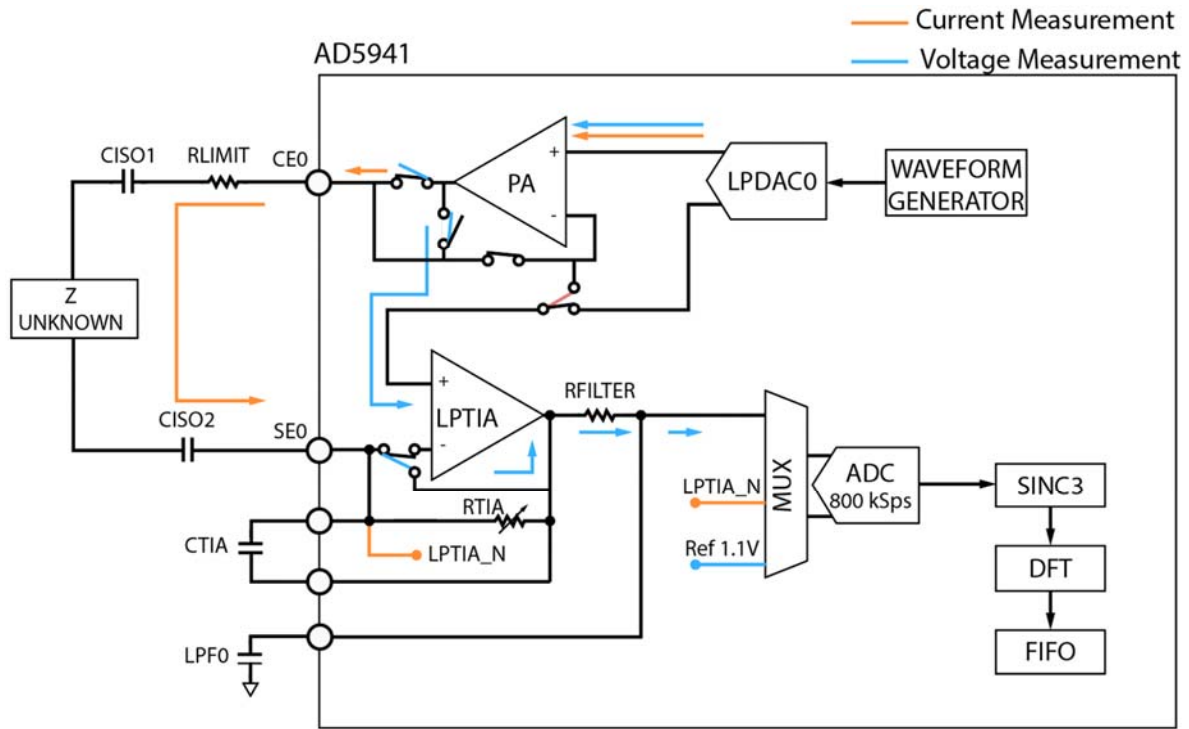 Current Measurement
Voltage Measurement
AD5941
CISO1
RLIMIT
CE0
+
PA
-
LPDAC0
WAVEFORM
GENERATOR
Z
UNKNOWN
+
LPTIA
-
RFILTER
CISO2
SE0
MUX
ADC
800 kSps
SINC3
LPTIA_N
RTIA
CTIA
LPTIA_N
Ref 1.1V
DFT
LPF0
FIFO